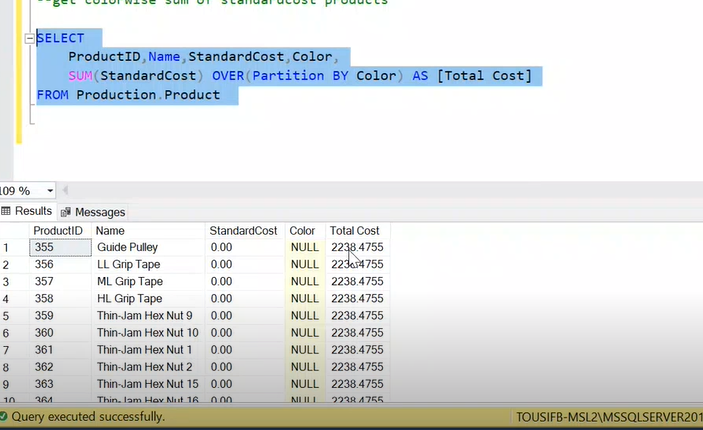 --get colorwise sum of standardcost products
SELECT
ProductID,Name,StandardCost,Color,
SUM(StandardCost) OVER(Partition BY Color) AS [Total Cost]
FROM Production.Product
109 %
Results Messages
ProductID Name StandardCost Color Total Cost
1 355 Guide Pulley 0.00 NULL 2238.4755
2 356 LL Grip Tape 0.00 NULL 2238.4755
3 357 ML Grip Tape 0.00 NULL 2238.4755
4 358 HL Grip Tape 0.00 NULL 2238.4755
5 359 Thin-Jam Hex Nut 9 0.00 NULL 2238.4755
6 360 Thin-Jam Hex Nut 10 0.00 NULL 2238.4755
7 361 Thin-Jam Hex Nut 1 0.00 NULL 2238.4755
8 362 Thin-Jam Hex Nut 2 0.00 NULL 2238.4755
9 363 Thin-Jam Hex Nut 15 0.00 NULL 2238.4755
10 364 Thin-Jam Hex Nut 16 0.00 NULL 2238.4755
Query executed successfully. TOUSIFB-MSL2\MSSQLSERVER201